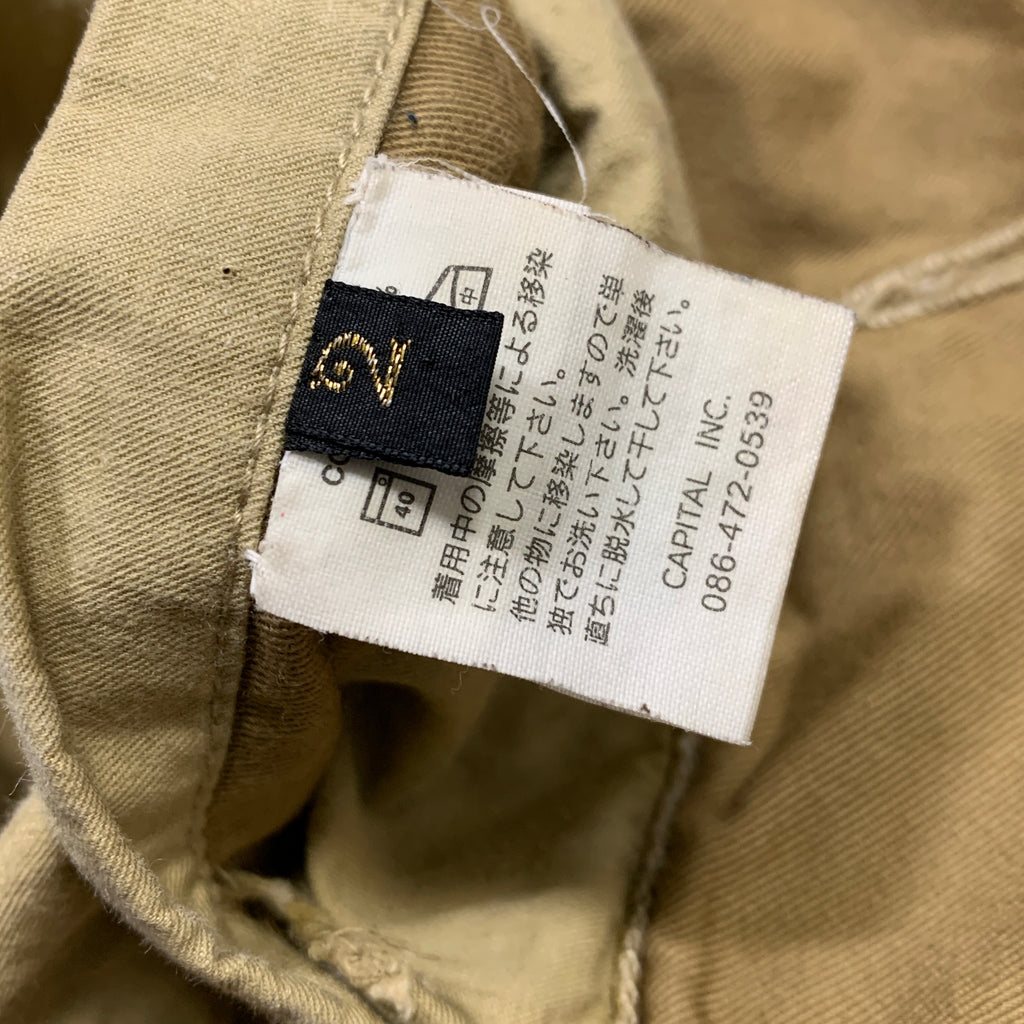 2
CO
%
40
中
着用中の摩擦等による移染
に注意して下さい。
他の物に移染しますので単
独でお洗い下さい。洗濯後
直ちに脱水して干して下さい。
CAPITAL INC.
086-472-0539